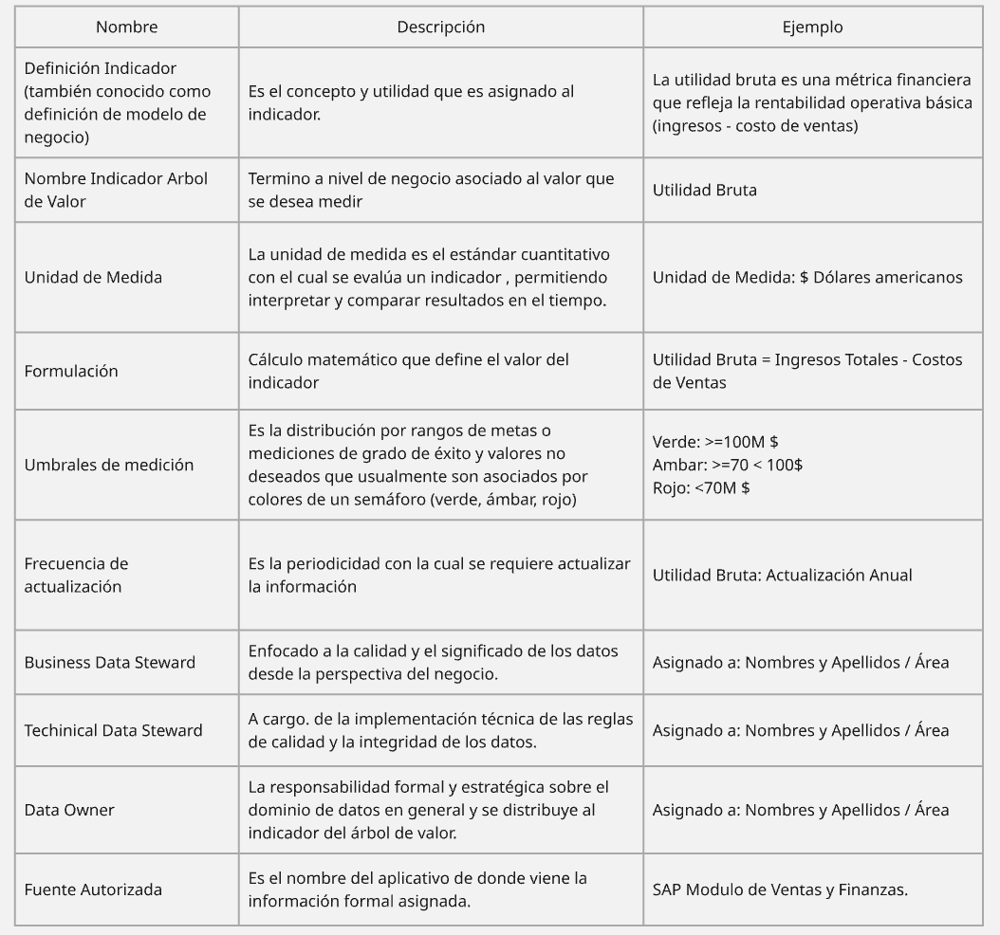 Nombre
Descripción
Ejemplo
Definición Indicador
(también conocido como
definición de modelo de
negocio)
Es el concepto y utilidad que es asignado al
indicador.
La utilidad bruta es una métrica financiera
que refleja la rentabilidad operativa básica
(ingresos - costo de ventas)
Nombre Indicador Arbol
de Valor
Termino a nivel de negocio asociado al valor que
se desea medir
Utilidad Bruta
Unidad de Medida
La unidad de medida es el estándar cuantitativo
con el cual se evalúa un indicador , permitiendo
interpretar y comparar resultados en el tiempo.
Unidad de Medida: $ Dólares americanos
Formulación
Cálculo matemático que define el valor del
indicador
Utilidad Bruta = Ingresos Totales - Costos
de Ventas
Umbrales de medición
Es la distribución por rangos de metas o
mediciones de grado de éxito y valores no
deseados que usualmente son asociados por
colores de un semáforo (verde, ámbar, rojo)
Verde: >=100M $
Ambar: >=70 < 100$
Rojo: <70M $
Frecuencia de
actualización
Es la periodicidad con la cual se requiere actualizar
la información
Utilidad Bruta: Actualización Anual
Business Data Steward
Enfocado a la calidad y el significado de los datos
desde la perspectiva del negocio.
Asignado a: Nombres y Apellidos / Área
Techinical Data Steward
A cargo. de la implementación técnica de las reglas
de calidad y la integridad de los datos.
Asignado a: Nombres y Apellidos / Área
Data Owner
La responsabilidad formal y estratégica sobre el
dominio de datos en general y se distribuye al
indicador del árbol de valor.
Asignado a: Nombres y Apellidos / Área
Fuente Autorizada
Es el nombre del aplicativo de donde viene la
información formal asignada.
SAP Modulo de Ventas y Finanzas.